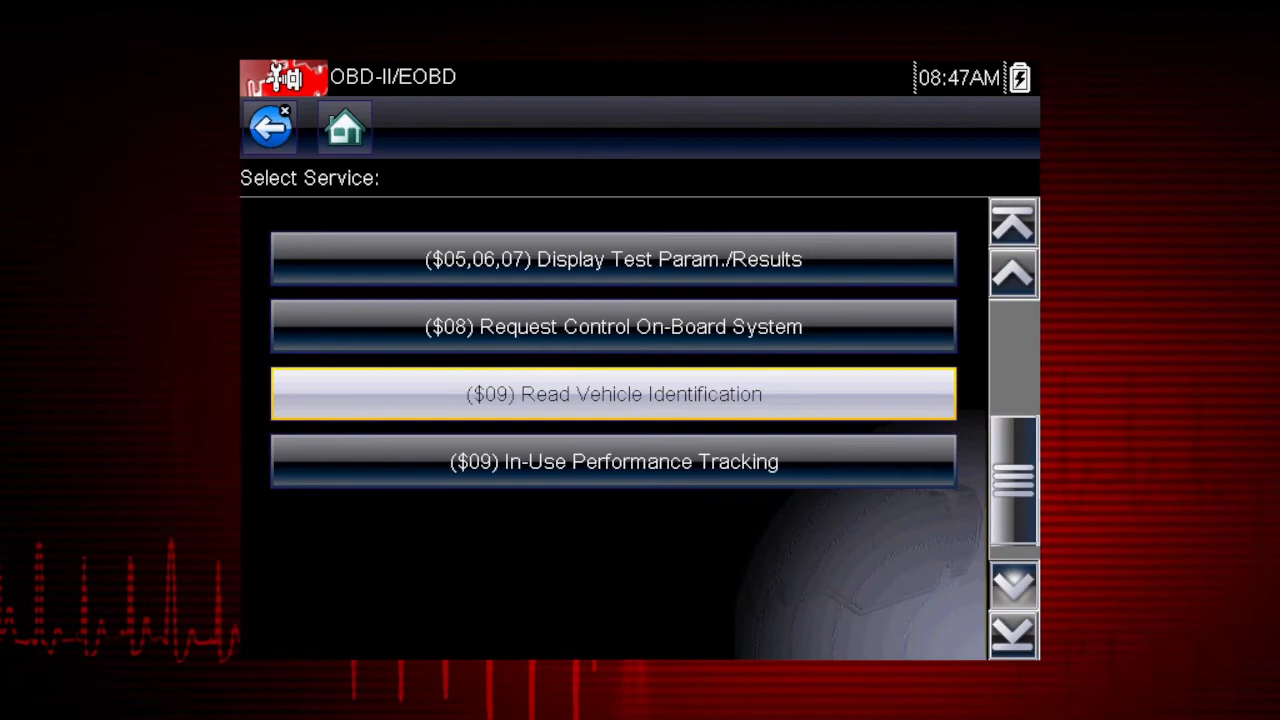 OBD-II/EOBD
08:47AM
Select Service:
($05,06,07) Display Test Param./Results
($08) Request Control On-Board System
($09) Read Vehicle Identification
($09) In-Use Performance Tracking